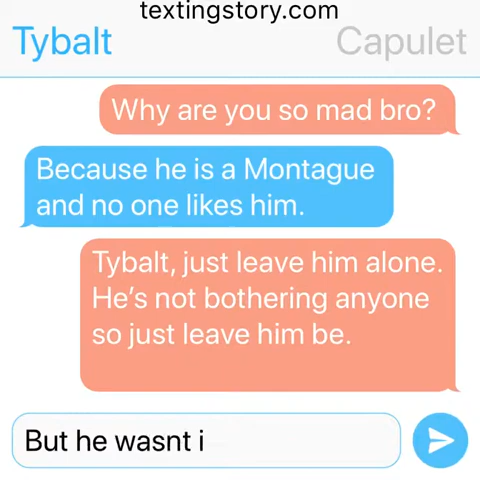 textingstory.com
Tybalt
Capulet
Why are you so mad bro?
Because he is a Montague
and no one likes him.
Tybalt, just leave him alone.
He’s not bothering anyone
so just leave him be.
But he wasnt i